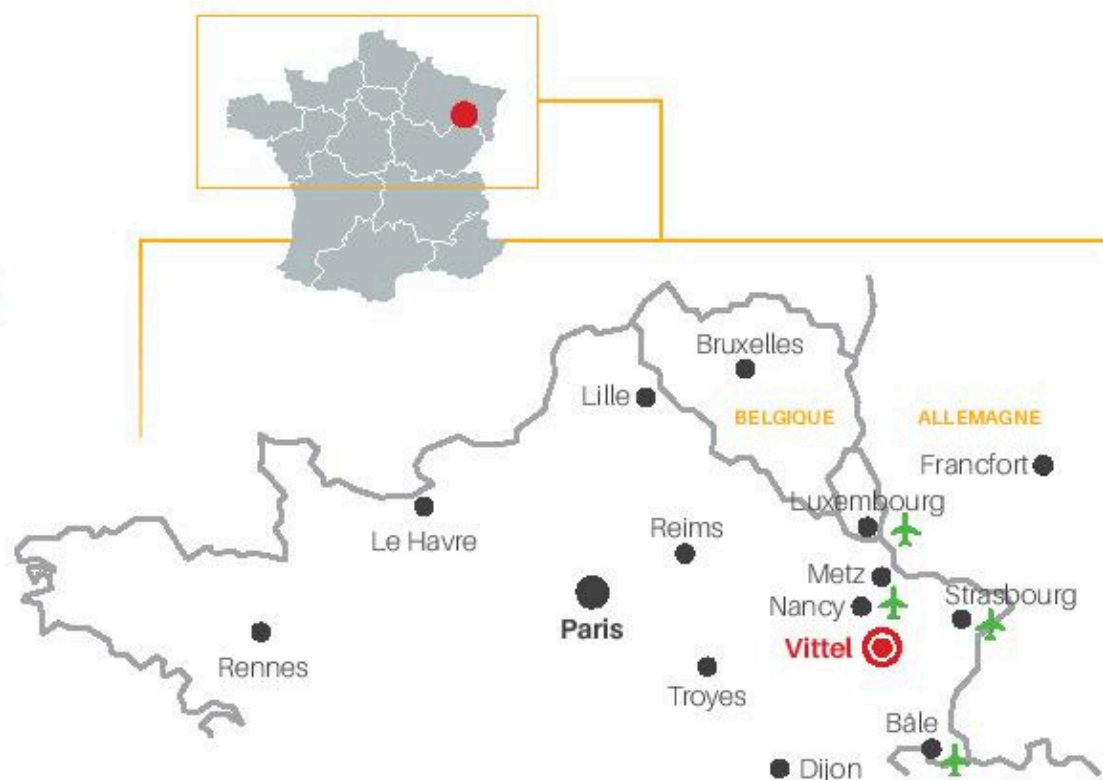 Bruxelles
Lille
BELGIQUE
ALLEMAGNE
Francfort
Luxembourg
Le Havre
Reims
Metz
Nancy
Strasbourg
Paris
Vittel
Rennes
Troyes
Bâle
Dijon